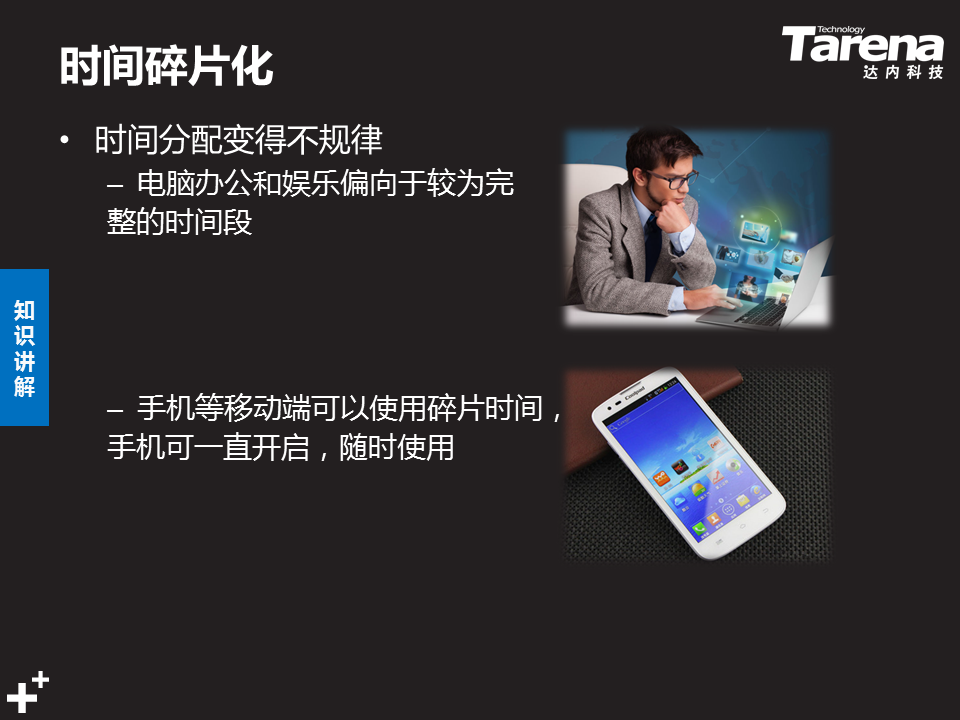 时间碎片化
Technology
Tarena
达内科技
• 时间分配变得不规律
– 电脑办公和娱乐偏向于较为完
整的时间段
知
识
讲
解
– 手机等移动端可以使用碎片时间，
手机可一直开启，随时使用
Coolpad